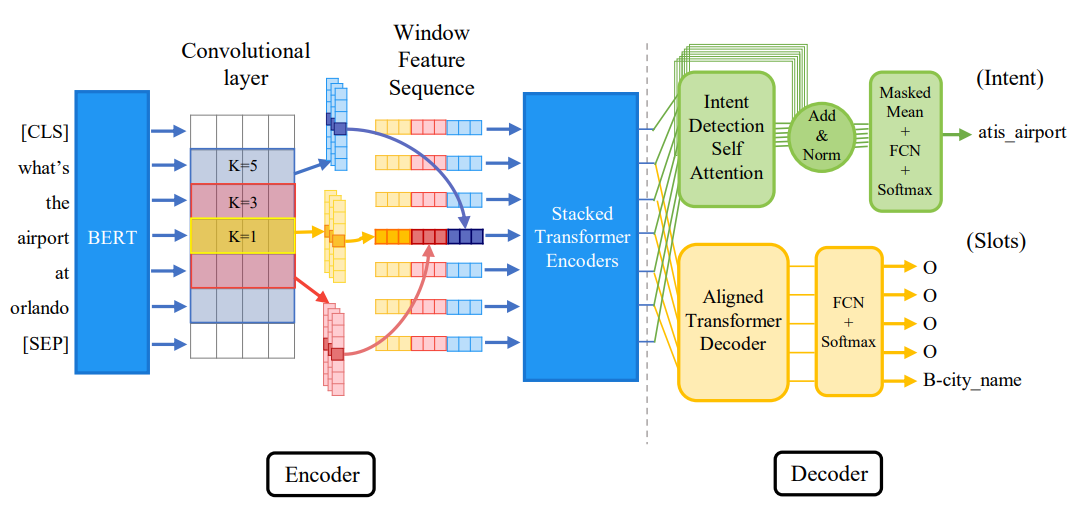 Convolutional
layer
Window
Feature
Sequence
[CLS]
what's
the
airport
at
orlando
[SEP]
BERT
K=5
K=3
K=1
Stacked
Transformer
Encoders
Intent
Detection
Self
Attention
Add
&
Norm
Masked
Mean
+
FCN
+
Softmax
(Intent)
atis_airport
(Slots)
Aligned
Transformer
Decoder
FCN
+
Softmax
O
O
O
O
B-city_name
Encoder
Decoder